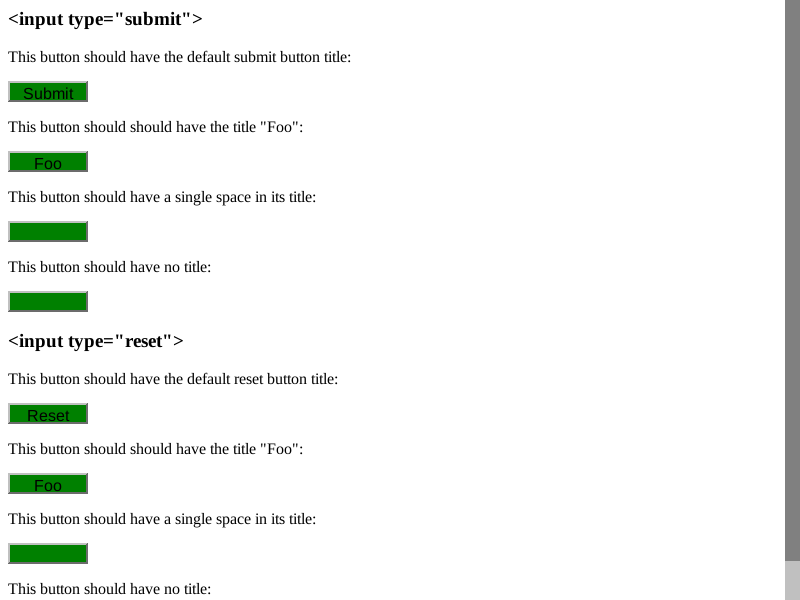 <input type="submit">
This button should have the default submit button title:
Submit
This button should should have the title "Foo":
Foo
This button should have a single space in its title:
This button should have no title:
<input type="reset">
This button should have the default reset button title:
Reset
This button should should have the title "Foo":
Foo
This button should have a single space in its title:
This button should have no title: